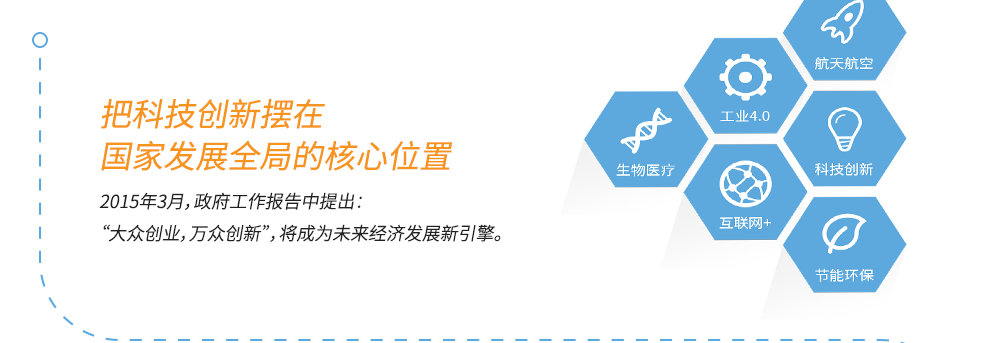 把科技创新摆在
国家发展全局的核心位置
2015年3月，政府工作报告中提出：
“大众创业，万众创新”，将成为未来经济发展新引擎。
航天航空
工业4.0
生物医疗
科技创新
互联网+
节能环保